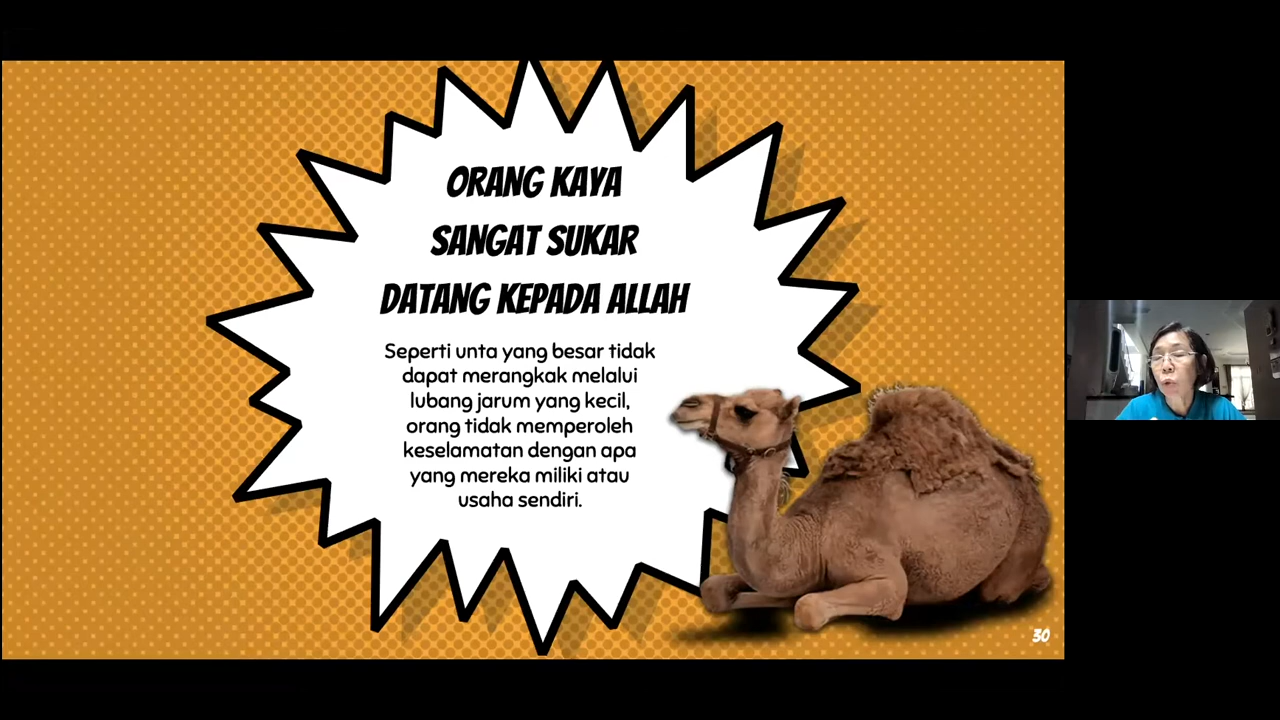 ORANG KAYA
SANGAT SUKAR
DATANG KEPADA ALLAH
Seperti unta yang besar tidak
dapat merangkak melalui
lubang jarum yang kecil,
orang tidak memperoleh
keselamatan dengan apa
yang mereka miliki atau
usaha sendiri.
30